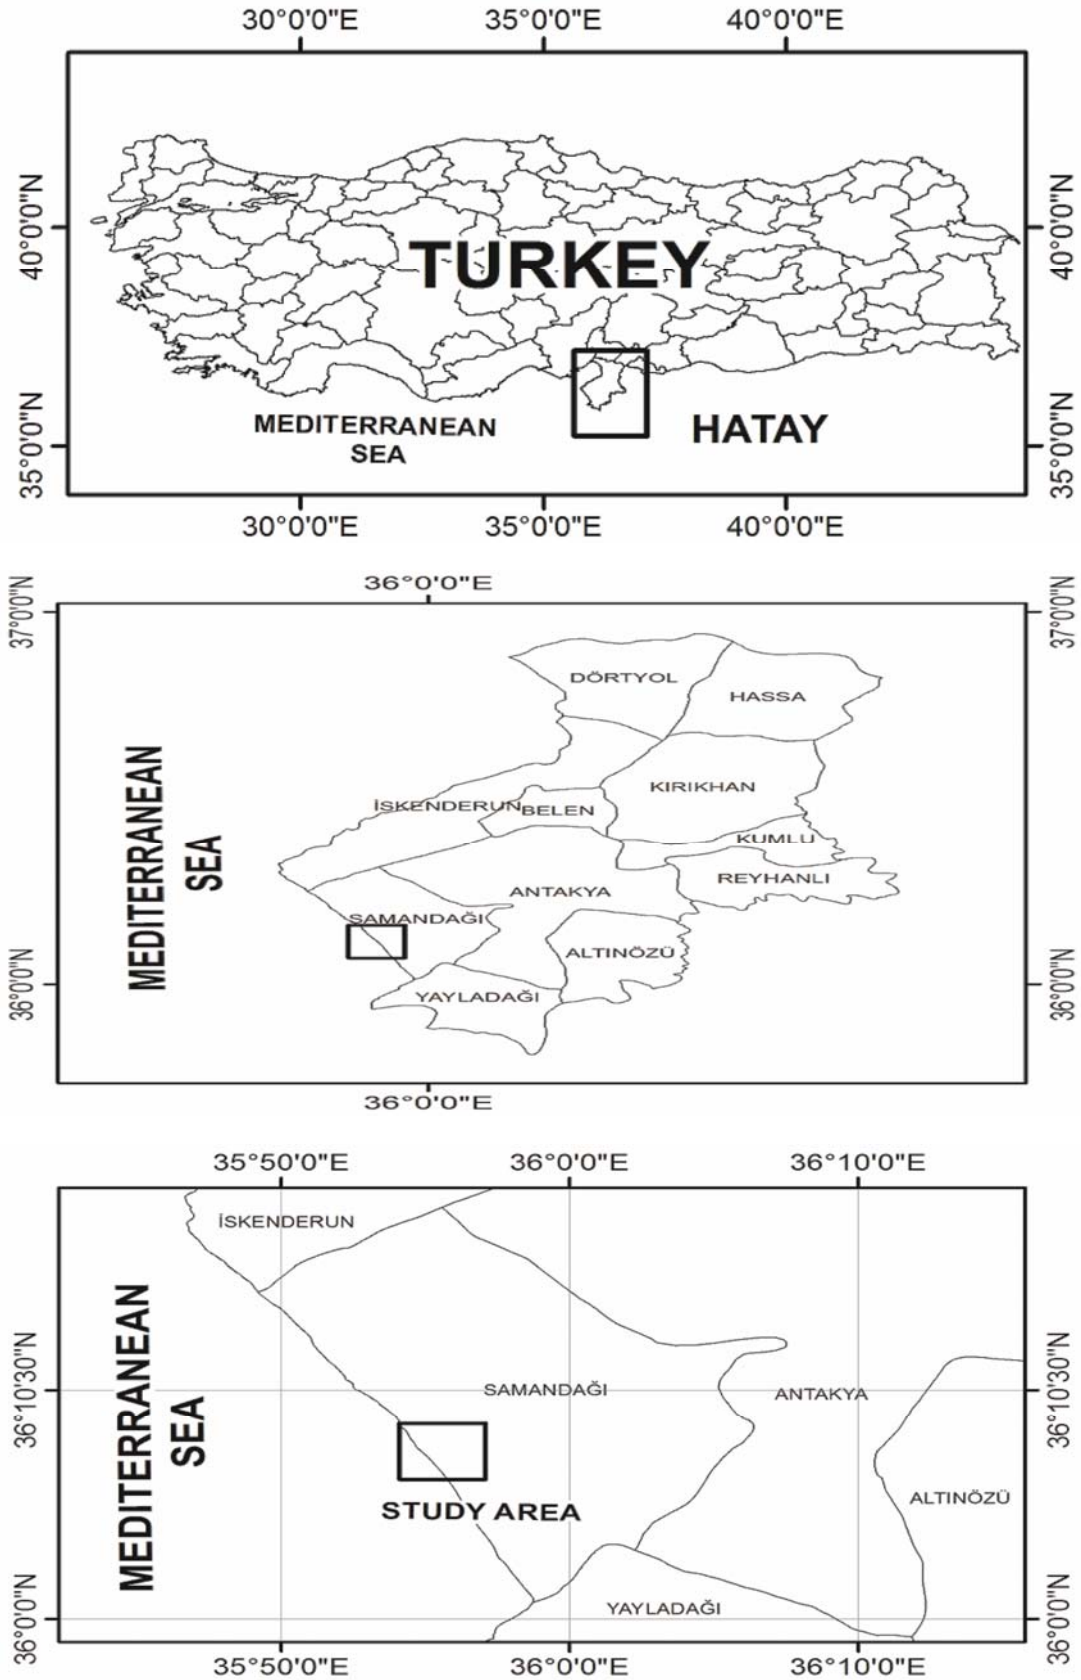 30°0'0"E 35°0'0"E 40°0'0"E
40°0'0"N
40°0'0"N
TURKEY
MEDITERRANEAN
SEA
HATAY
35°0'0"N
35°0'0"N
30°0'0"E 35°0'0"E 40°0'0"E
36°0'0"E
37°0'0"N
37°0'0"N
DÖRTYOL
HASSA
KIRIKHAN
İSKENDERUN
BELEN
KUMLU
REYHANLI
ANTAKYA
SAMANDAĞI
ALTINÖZÜ
YAYLADAĞI
MEDITERRANEAN
SEA
36°0'0"N
36°0'0"N
36°0'0"E
35°50'0"E 36°0'0"E 36°10'0"E
İSKENDERUN
MEDITERRANEAN
SEA
36°10'30"N
36°10'30"N
SAMANDAĞI
ANTAKYA
STUDY AREA
ALTINÖZÜ
YAYLADAĞI
36°0'0"N
36°0'0"N
35°50'0"E 36°0'0"E 36°10'0"E